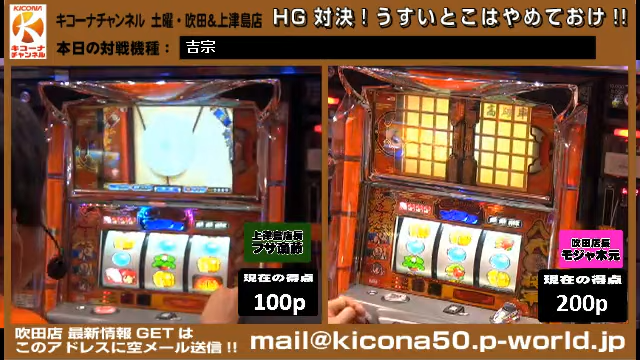 KICONA
キコーナ
チャンネル
キコーナチャンネル 土曜・吹田&上津島店
HG対決!うすいとこはやめておけ!!
本日の対戦機種: 吉宗
上津島店長
現在の得点
100p
吹田店長
モジャ木元
現在の得点
200p
吹田店 最新情報GETは
このアドレスに空メール送信!!
mail@kicona50.p-world.jp